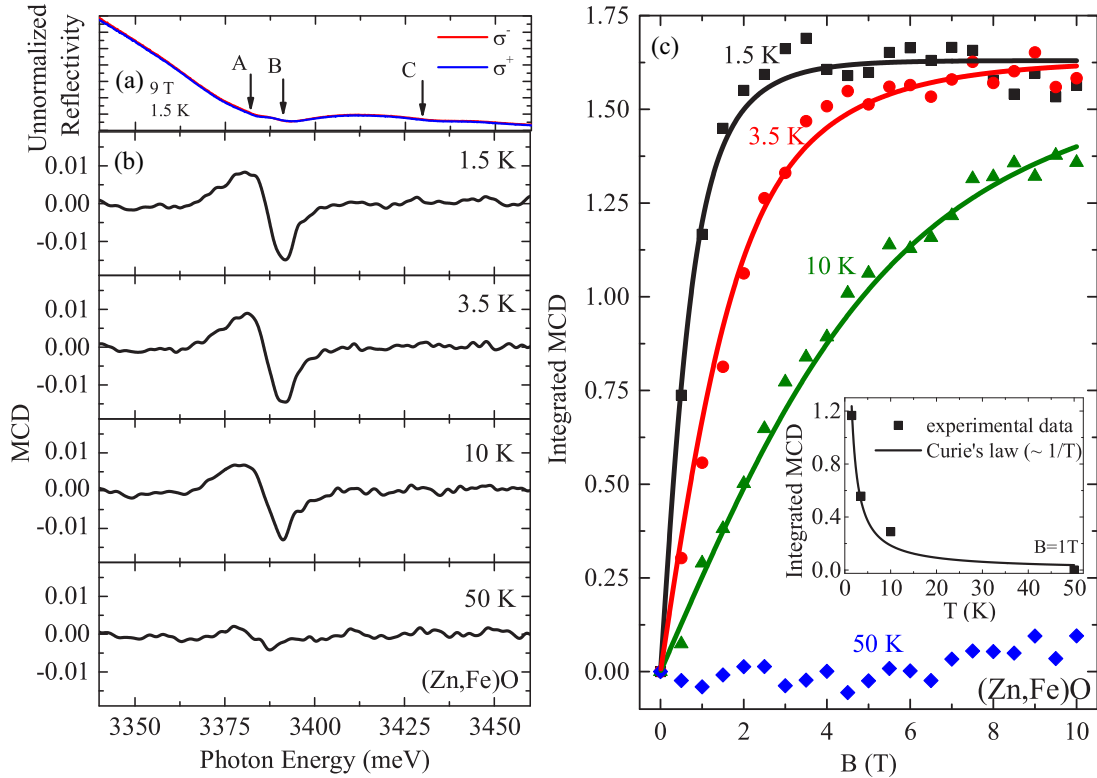 Unnormalized
Reflectivity
(a)
9 T
1.5 K
A
B
C
σ⁻
σ⁺
MCD
(b)
1.5 K
0.01
0.00
-0.01
3.5 K
0.01
0.00
-0.01
10 K
0.01
0.00
-0.01
50 K
0.01
0.00
-0.01
(Zn,Fe)O
3350
3375
3400
3425
3450
Photon Energy (meV)
(c)
Integrated MCD
1.75
1.50
1.25
1.00
0.75
0.50
0.25
0.00
1.5 K
3.5 K
10 K
50 K
(Zn,Fe)O
0
2
4
6
8
10
B (T)
Integrated MCD
1.2
0.8
0.4
0.0
experimental data
Curie's law (~ 1/T)
B=1T
0
10
20
30
40
50
T (K)